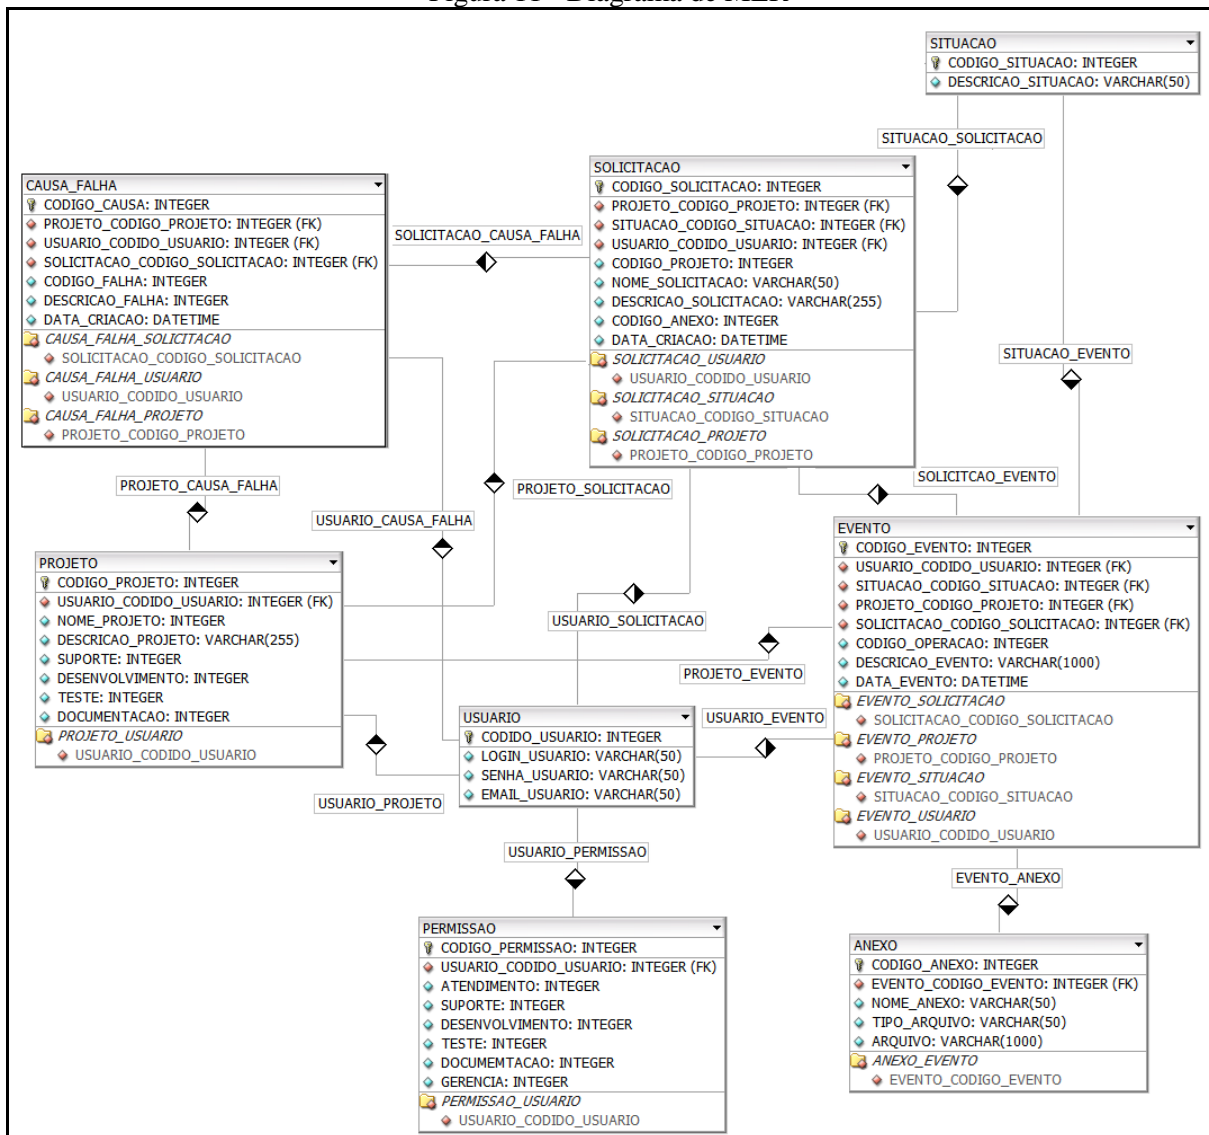 SITUACAO
CODIGO_SITUACAO: INTEGER
DESCRICAO_SITUACAO: VARCHAR(50)
SITUACAO_SOLICITACAO
SOLICITACAO
CODIGO_SOLICITACAO: INTEGER
PROJETO_CODIGO_PROJETO: INTEGER (FK)
SITUACAO_CODIGO_SITUACAO: INTEGER (FK)
USUARIO_CODIDO_USUARIO: INTEGER (FK)
CODIGO_PROJETO: INTEGER
NOME_SOLICITACAO: VARCHAR(50)
DESCRICAO_SOLICITACAO: VARCHAR(255)
CODIGO_ANEXO: INTEGER
DATA_CRIACAO: DATETIME
SOLICITACAO_USUARIO
USUARIO_CODIDO_USUARIO
SOLICITACAO_SITUACAO
SITUACAO_CODIGO_SITUACAO
SOLICITACAO_PROJETO
PROJETO_CODIGO_PROJETO
CAUSA_FALHA
CODIGO_CAUSA: INTEGER
PROJETO_CODIGO_PROJETO: INTEGER (FK)
USUARIO_CODIDO_USUARIO: INTEGER (FK)
SOLICITACAO_CODIGO_SOLICITACAO: INTEGER (FK)
CODIGO_FALHA: INTEGER
DESCRICAO_FALHA: INTEGER
DATA_CRIACAO: DATETIME
CAUSA_FALHA_SOLICITACAO
SOLICITACAO_CODIGO_SOLICITACAO
CAUSA_FALHA_USUARIO
USUARIO_CODIDO_USUARIO
CAUSA_FALHA_PROJETO
PROJETO_CODIGO_PROJETO
SOLICITACAO_CAUSA_FALHA
SITUACAO_EVENTO
PROJETO_CAUSA_FALHA
USUARIO_CAUSA_FALHA
PROJETO_SOLICITACAO
SOLICITCAO_EVENTO
PROJETO
CODIGO_PROJETO: INTEGER
USUARIO_CODIDO_USUARIO: INTEGER (FK)
NOME_PROJETO: INTEGER
DESCRICAO_PROJETO: VARCHAR(255)
SUPORTE: INTEGER
DESENVOLVIMENTO: INTEGER
TESTE: INTEGER
DOCUMENTACAO: INTEGER
PROJETO_USUARIO
USUARIO_CODIDO_USUARIO
EVENTO
CODIGO_EVENTO: INTEGER
USUARIO_CODIDO_USUARIO: INTEGER (FK)
SITUACAO_CODIGO_SITUACAO: INTEGER (FK)
PROJETO_CODIGO_PROJETO: INTEGER (FK)
SOLICITACAO_CODIGO_SOLICITACAO: INTEGER (FK)
CODIGO_OPERACAO: INTEGER
DESCRICAO_EVENTO: VARCHAR(1000)
DATA_EVENTO: DATETIME
EVENTO_SOLICITACAO
SOLICITACAO_CODIGO_SOLICITACAO
EVENTO_PROJETO
PROJETO_CODIGO_PROJETO
EVENTO_SITUACAO
SITUACAO_CODIGO_SITUACAO
EVENTO_USUARIO
USUARIO_CODIDO_USUARIO
USUARIO_SOLICITACAO
PROJETO_EVENTO
USUARIO_EVENTO
USUARIO_PROJETO
USUARIO
CODIDO_USUARIO: INTEGER
LOGIN_USUARIO: VARCHAR(50)
SENHA_USUARIO: VARCHAR(50)
EMAIL_USUARIO: VARCHAR(50)
USUARIO_PERMISSAO
EVENTO_ANEXO
PERMISSAO
CODIGO_PERMISSAO: INTEGER
USUARIO_CODIDO_USUARIO: INTEGER (FK)
ATENDIMENTO: INTEGER
SUPORTE: INTEGER
DESENVOLVIMENTO: INTEGER
TESTE: INTEGER
DOCUMEMTACAO: INTEGER
GERENCIA: INTEGER
PERMISSAO_USUARIO
USUARIO_CODIDO_USUARIO
ANEXO
CODIGO_ANEXO: INTEGER
EVENTO_CODIGO_EVENTO: INTEGER (FK)
NOME_ANEXO: VARCHAR(50)
TIPO_ARQUIVO: VARCHAR(50)
ARQUIVO: VARCHAR(1000)
ANEXO_EVENTO
EVENTO_CODIGO_EVENTO